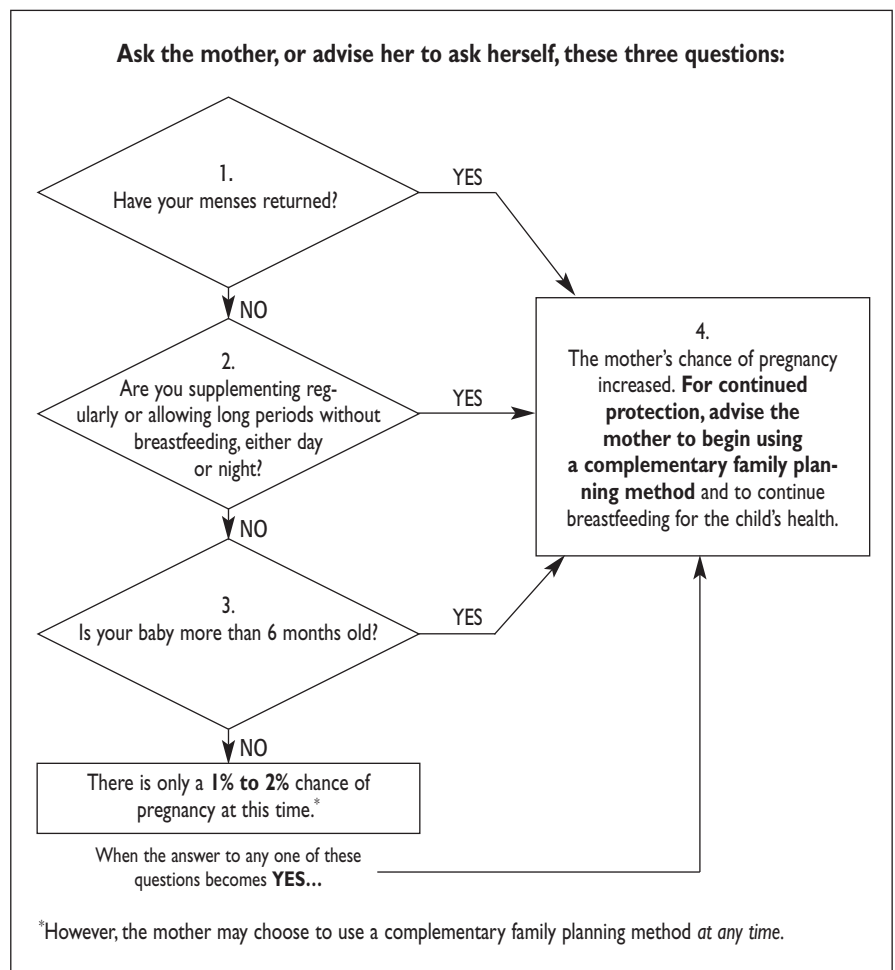 Ask the mother, or advise her to ask herself, these three questions:
1.
Have your menses returned?
YES
NO
2.
Are you supplementing reg-
ularly or allowing long periods without
breastfeeding, either day
or night?
YES
NO
3.
Is your baby more than 6 months old?
YES
NO
There is only a 1% to 2% chance of
pregnancy at this time.*
When the answer to any one of these
questions becomes YES...
4.
The mother’s chance of pregnancy
increased. For continued
protection, advise the
mother to begin using
a complementary family plan-
ning method and to continue
breastfeeding for the child’s health.
*However, the mother may choose to use a complementary family planning method at any time.